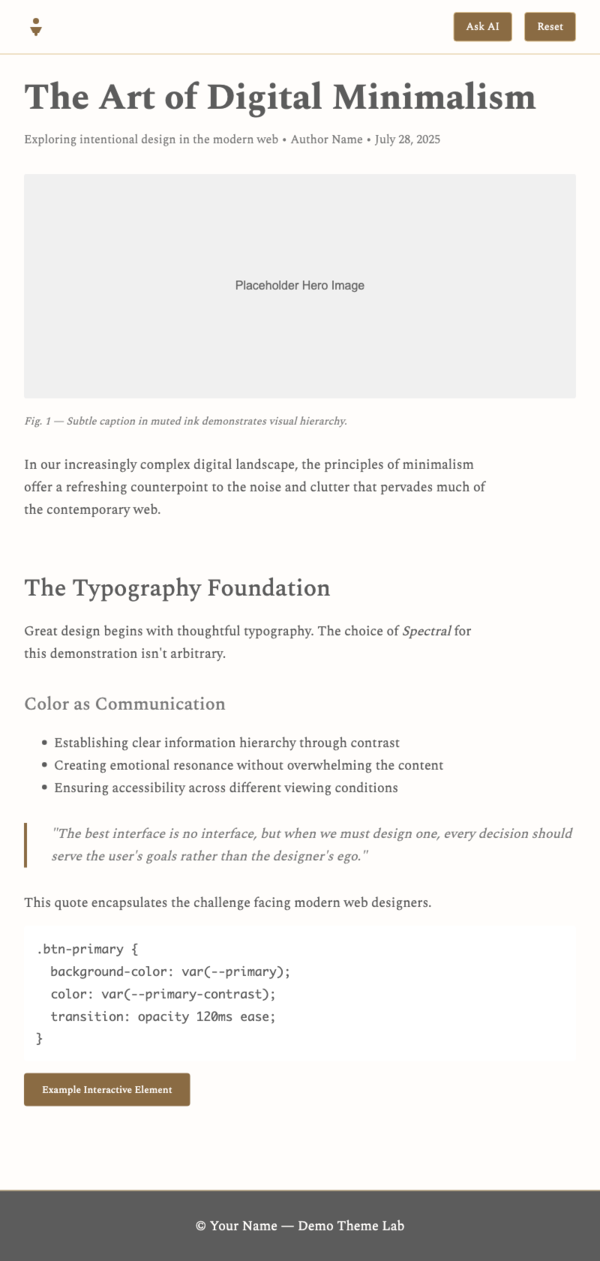 Ask AI
Reset
The Art of Digital Minimalism
Exploring intentional design in the modern web • Author Name • July 28, 2025
Placeholder Hero Image
Fig. 1 — Subtle caption in muted ink demonstrates visual hierarchy.
In our increasingly complex digital landscape, the principles of minimalism
offer a refreshing counterpoint to the noise and clutter that pervades much of
the contemporary web.
The Typography Foundation
Great design begins with thoughtful typography. The choice of Spectral for
this demonstration isn't arbitrary.
Color as Communication
• Establishing clear information hierarchy through contrast
• Creating emotional resonance without overwhelming the content
• Ensuring accessibility across different viewing conditions
"The best interface is no interface, but when we must design one, every decision should
serve the user's goals rather than the designer's ego."
This quote encapsulates the challenge facing modern web designers.
.btn-primary {
  background-color: var(--primary);
  color: var(--primary-contrast);
  transition: opacity 120ms ease;
}
Example Interactive Element
© Your Name — Demo Theme Lab